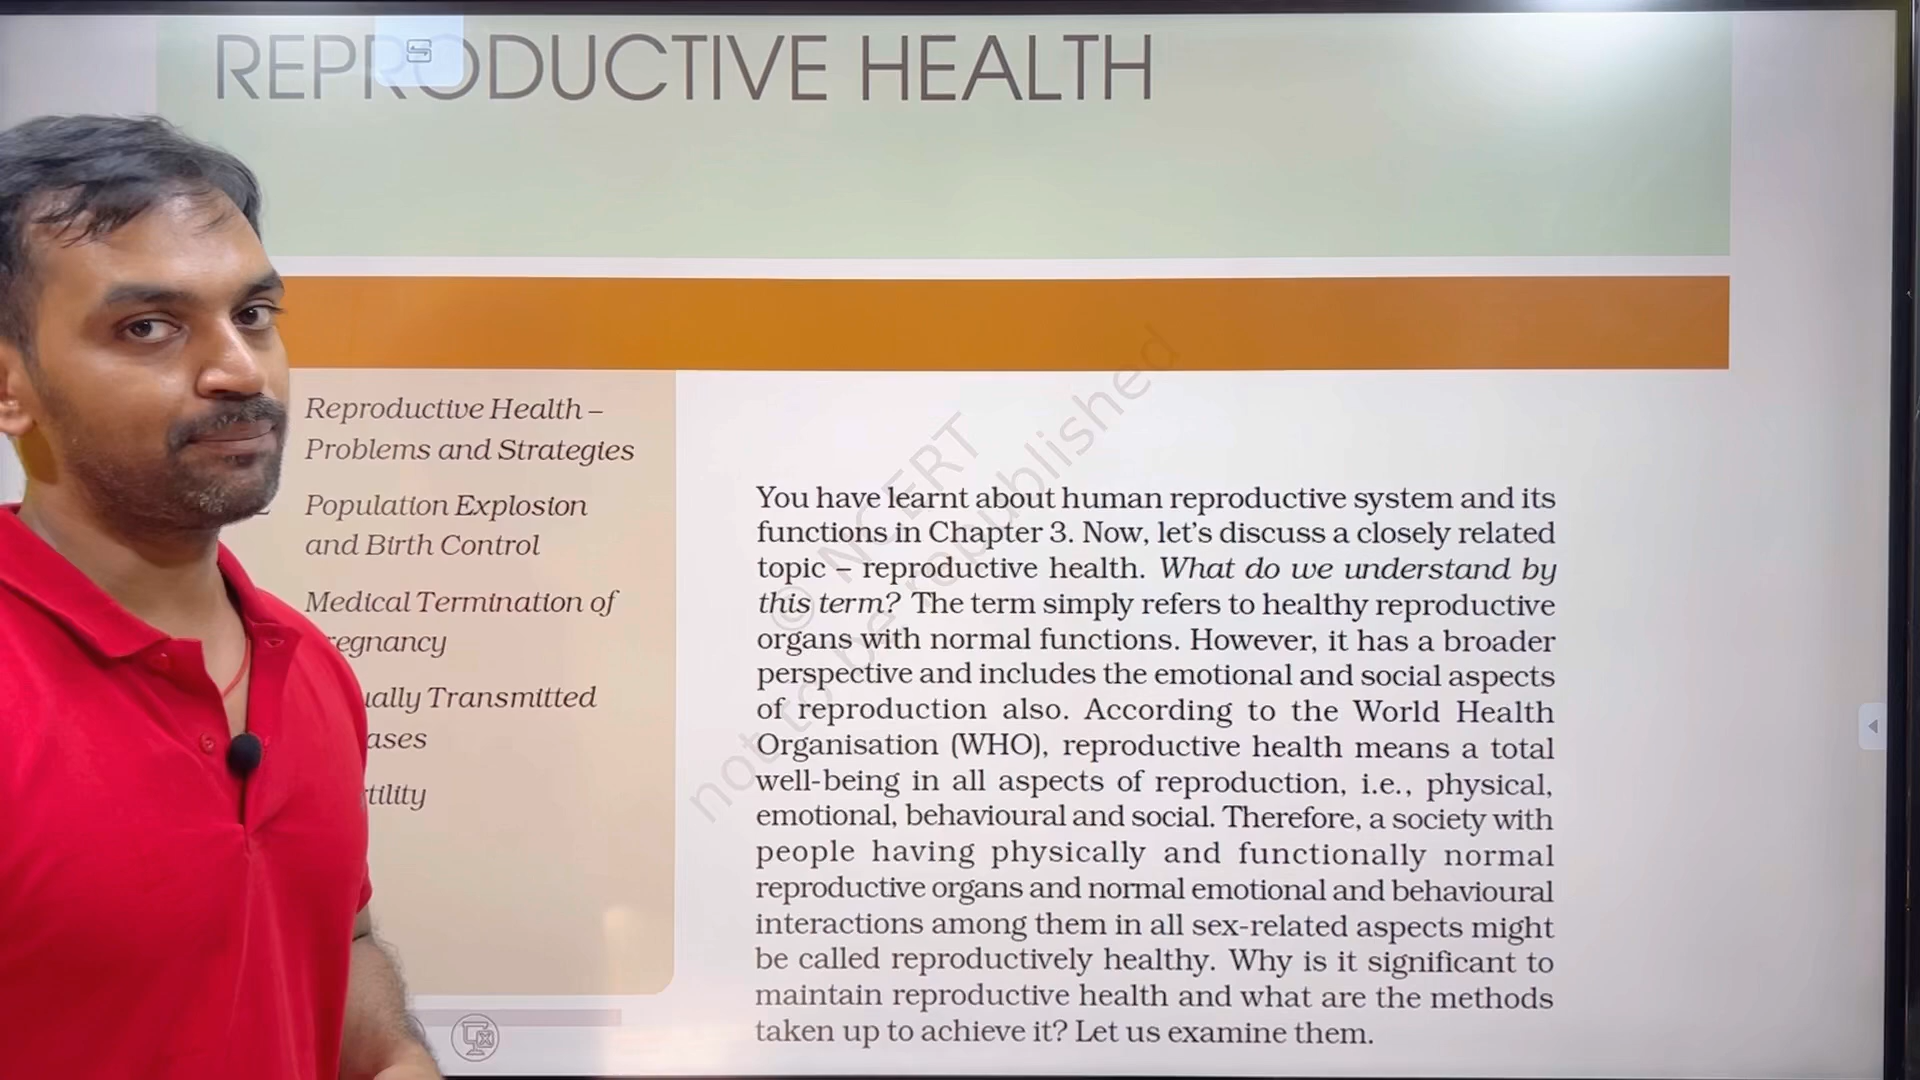 REPRODUCTIVE HEALTH
Reproductive Health –
Problems and Strategies
Population Explosion
and Birth Control
Medical Termination of
regnancy
ually Transmitted
ases
tility
You have learnt about human reproductive system and its
functions in Chapter 3. Now, let’s discuss a closely related
topic – reproductive health. What do we understand by
this term? The term simply refers to healthy reproductive
organs with normal functions. However, it has a broader
perspective and includes the emotional and social aspects
of reproduction also. According to the World Health
Organisation (WHO), reproductive health means a total
well-being in all aspects of reproduction, i.e., physical,
emotional, behavioural and social. Therefore, a society with
people having physically and functionally normal
reproductive organs and normal emotional and behavioural
interactions among them in all sex-related aspects might
be called reproductively healthy. Why is it significant to
maintain reproductive health and what are the methods
taken up to achieve it? Let us examine them.
© NCERT
not to be republished